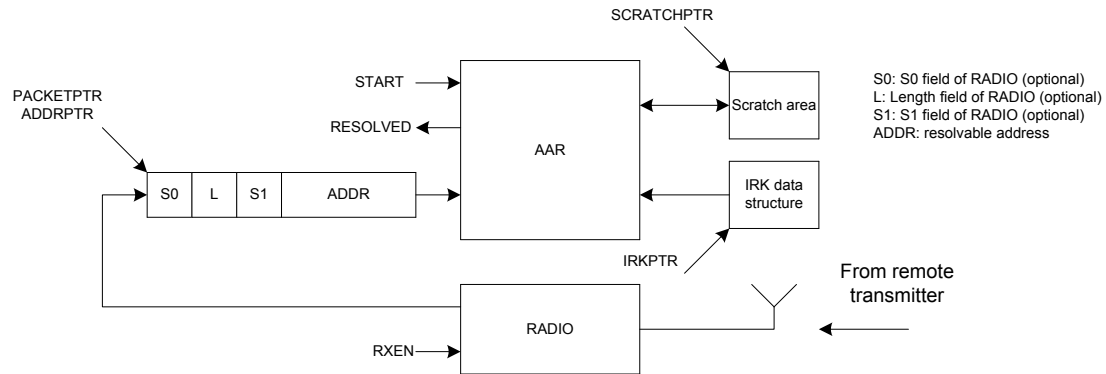 SCRATCHPTR
START
S0: S0 field of RADIO (optional)
L: Length field of RADIO (optional)
S1: S1 field of RADIO (optional)
ADDR: resolvable address
PACKETPTR
ADDRPTR
Scratch area
RESOLVED
AAR
S0
L
S1
ADDR
IRK data
structure
IRKPTR
From remote
transmitter
RADIO
RXEN